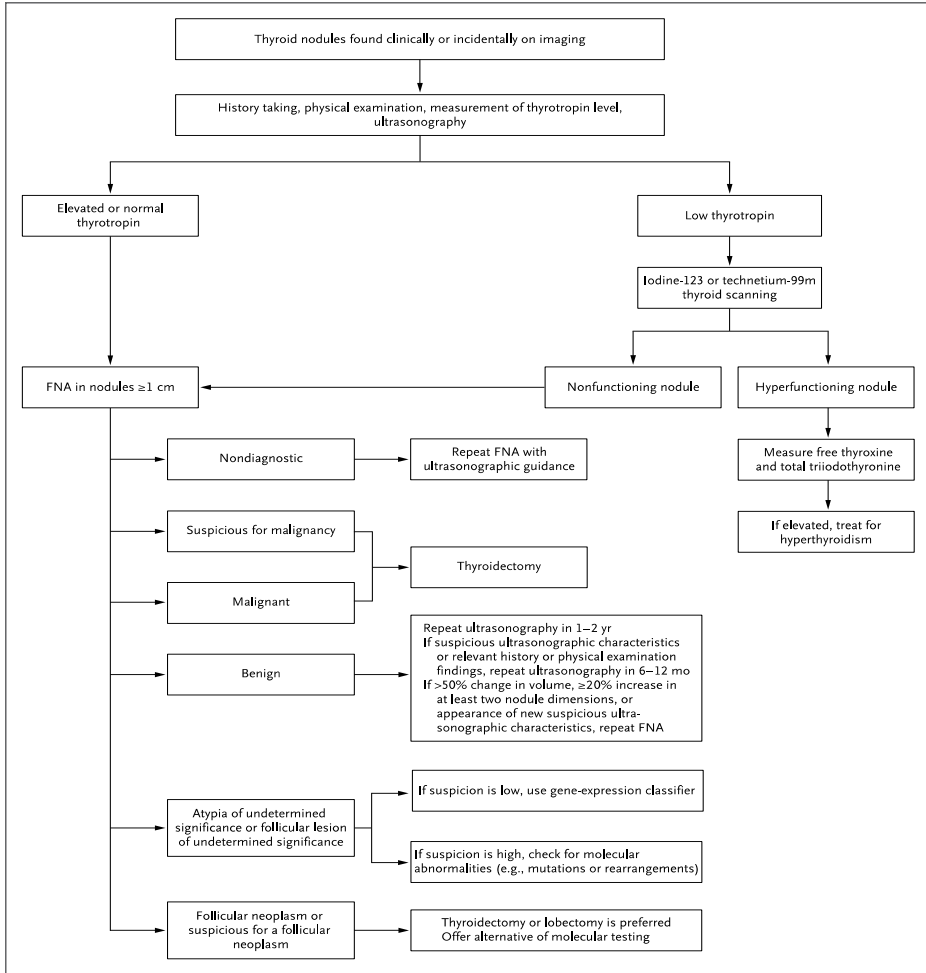 Thyroid nodules found clinically or incidentally on imaging
History taking, physical examination, measurement of thyrotropin level,
ultrasonography
Elevated or normal
thyrotropin
Low thyrotropin
Iodine-123 or technetium-99m
thyroid scanning
FNA in nodules ≥1 cm
Nonfunctioning nodule
Hyperfunctioning nodule
Nondiagnostic
Repeat FNA with
ultrasonographic guidance
Measure free thyroxine
and total triiodothyronine
Suspicious for malignancy
Thyroidectomy
If elevated, treat for
hyperthyroidism
Malignant
Benign
Repeat ultrasonography in 1–2 yr
If suspicious ultrasonographic characteristics
or relevant history or physical examination
findings, repeat ultrasonography in 6–12 mo
If >50% change in volume, ≥20% increase in
at least two nodule dimensions, or
appearance of new suspicious ultra-
sonographic characteristics, repeat FNA
Atypia of undetermined
significance or follicular lesion
of undetermined significance
If suspicion is low, use gene-expression classifier
If suspicion is high, check for molecular
abnormalities (e.g., mutations or rearrangements)
Follicular neoplasm or
suspicious for a follicular
neoplasm
Thyroidectomy or lobectomy is preferred
Offer alternative of molecular testing